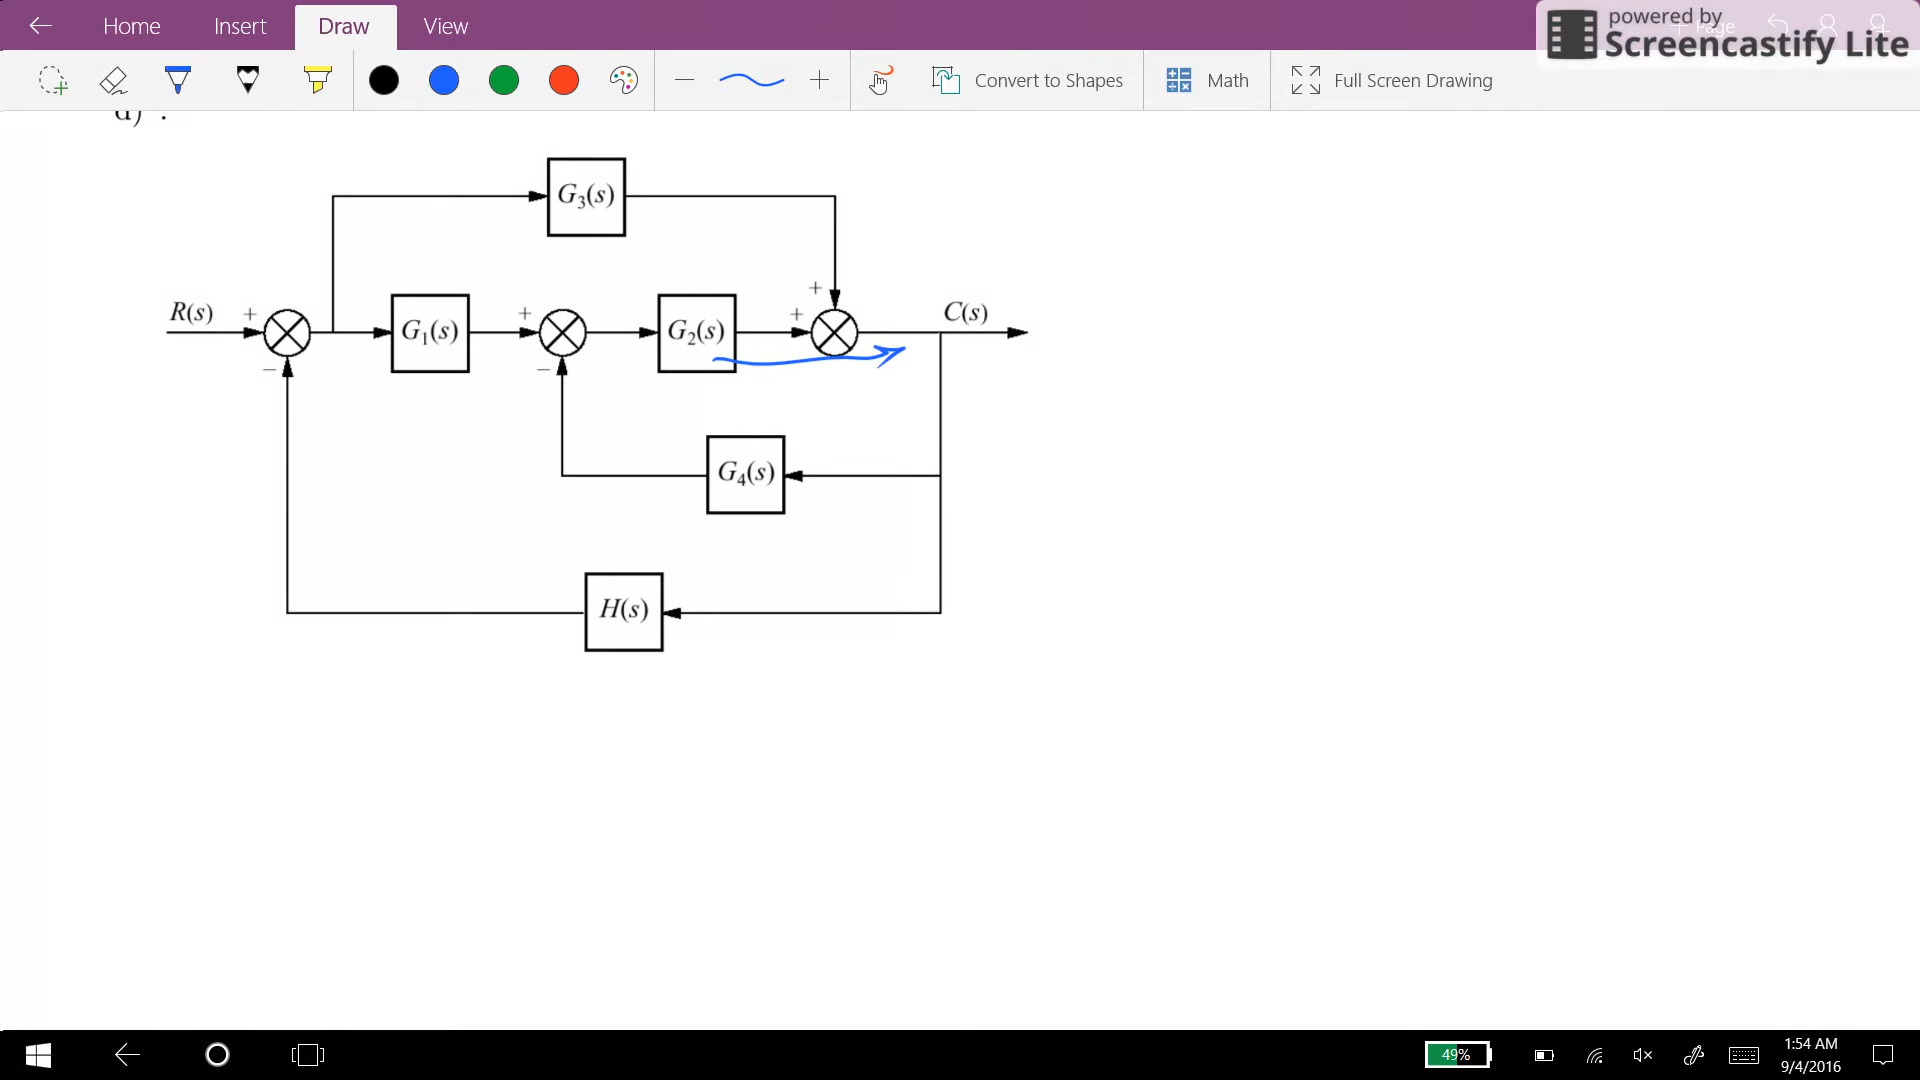 Home Insert Draw View
Page
powered by
Screencastify Lite
Convert to Shapes Math Full Screen Drawing
d) .
G₃(s)
+
R(s) + G₁(s) + G₂(s) + C(s)
− −
G₄(s)
H(s)
49%
1:54 AM
9/4/2016